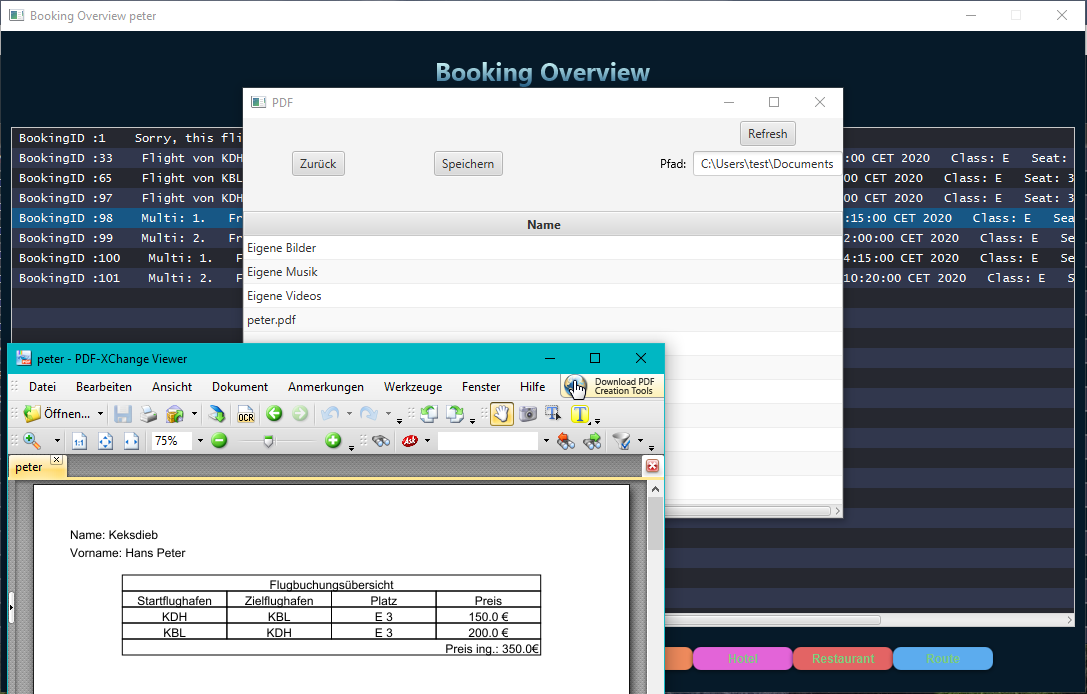 Booking Overview peter
Booking Overview
BookingID :1 Sorry, this fli
BookingID :33 Flight von KDH :00 CET 2020 Class: E Seat:
BookingID :65 Flight von KBL :00 CET 2020 Class: E Seat: 3
BookingID :97 Flight von KDH :00 CET 2020 Class: E Seat: 3
BookingID :98 Multi: 1. Fr :15:00 CET 2020 Class: E Sea
BookingID :99 Multi: 2. Fr 2:00:00 CET 2020 Class: E Se
BookingID :100 Multi: 1. F 4:15:00 CET 2020 Class: E Se
BookingID :101 Multi: 2. F 10:20:00 CET 2020 Class: E Se
PDF
Refresh
Zurück Speichern Pfad: C:\Users\test\Documents
Name
Eigene Bilder
Eigene Musik
Eigene Videos
peter.pdf
peter - PDF-XChange Viewer
Datei Bearbeiten Ansicht Dokument Anmerkungen Werkzeuge Fenster Hilfe Download PDF
Creation Tools
Öffnen... OCR T
1:1 75% Ask
peter
Name: Keksdieb
Vorname: Hans Peter
Flugbuchungsübersicht
Startflughafen Zielflughafen Platz Preis
KDH KBL E 3 150.0 €
KBL KDH E 3 200.0 €
Preis ing.: 350.0€
Hotel Restaurant Route